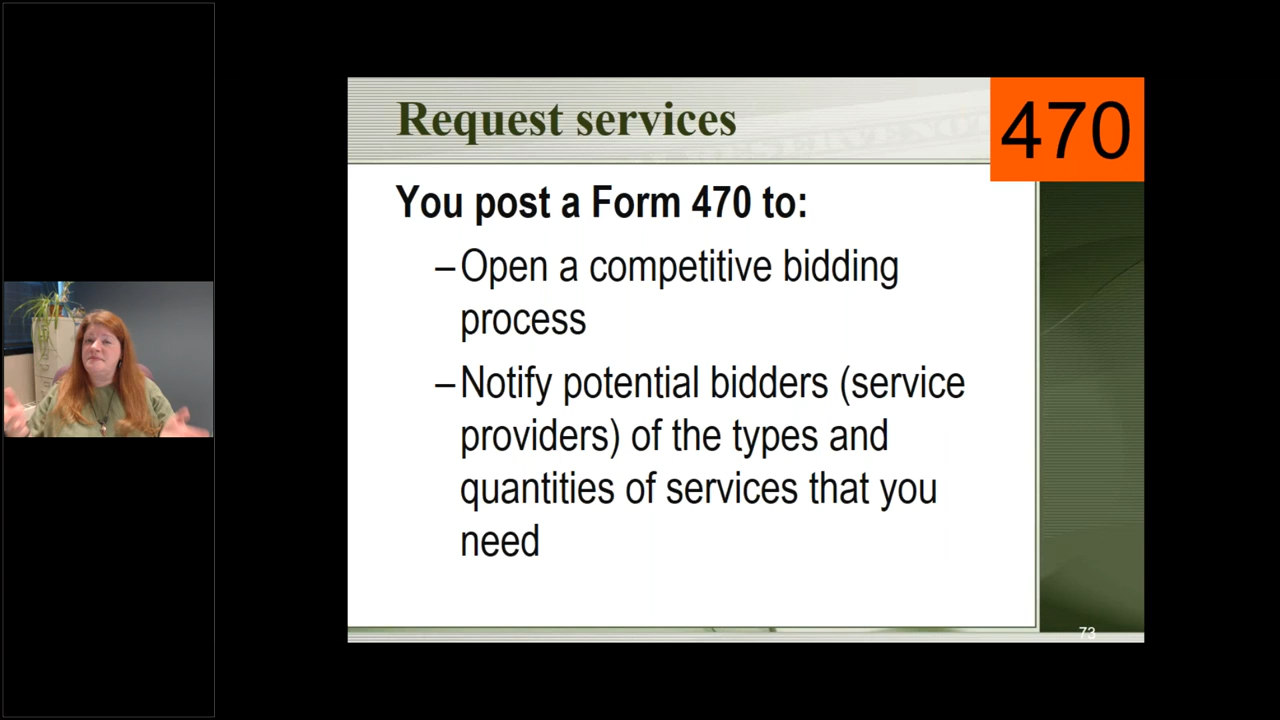 Request services
470
You post a Form 470 to:
–Open a competitive bidding
process
–Notify potential bidders (service
providers) of the types and
quantities of services that you
need
73